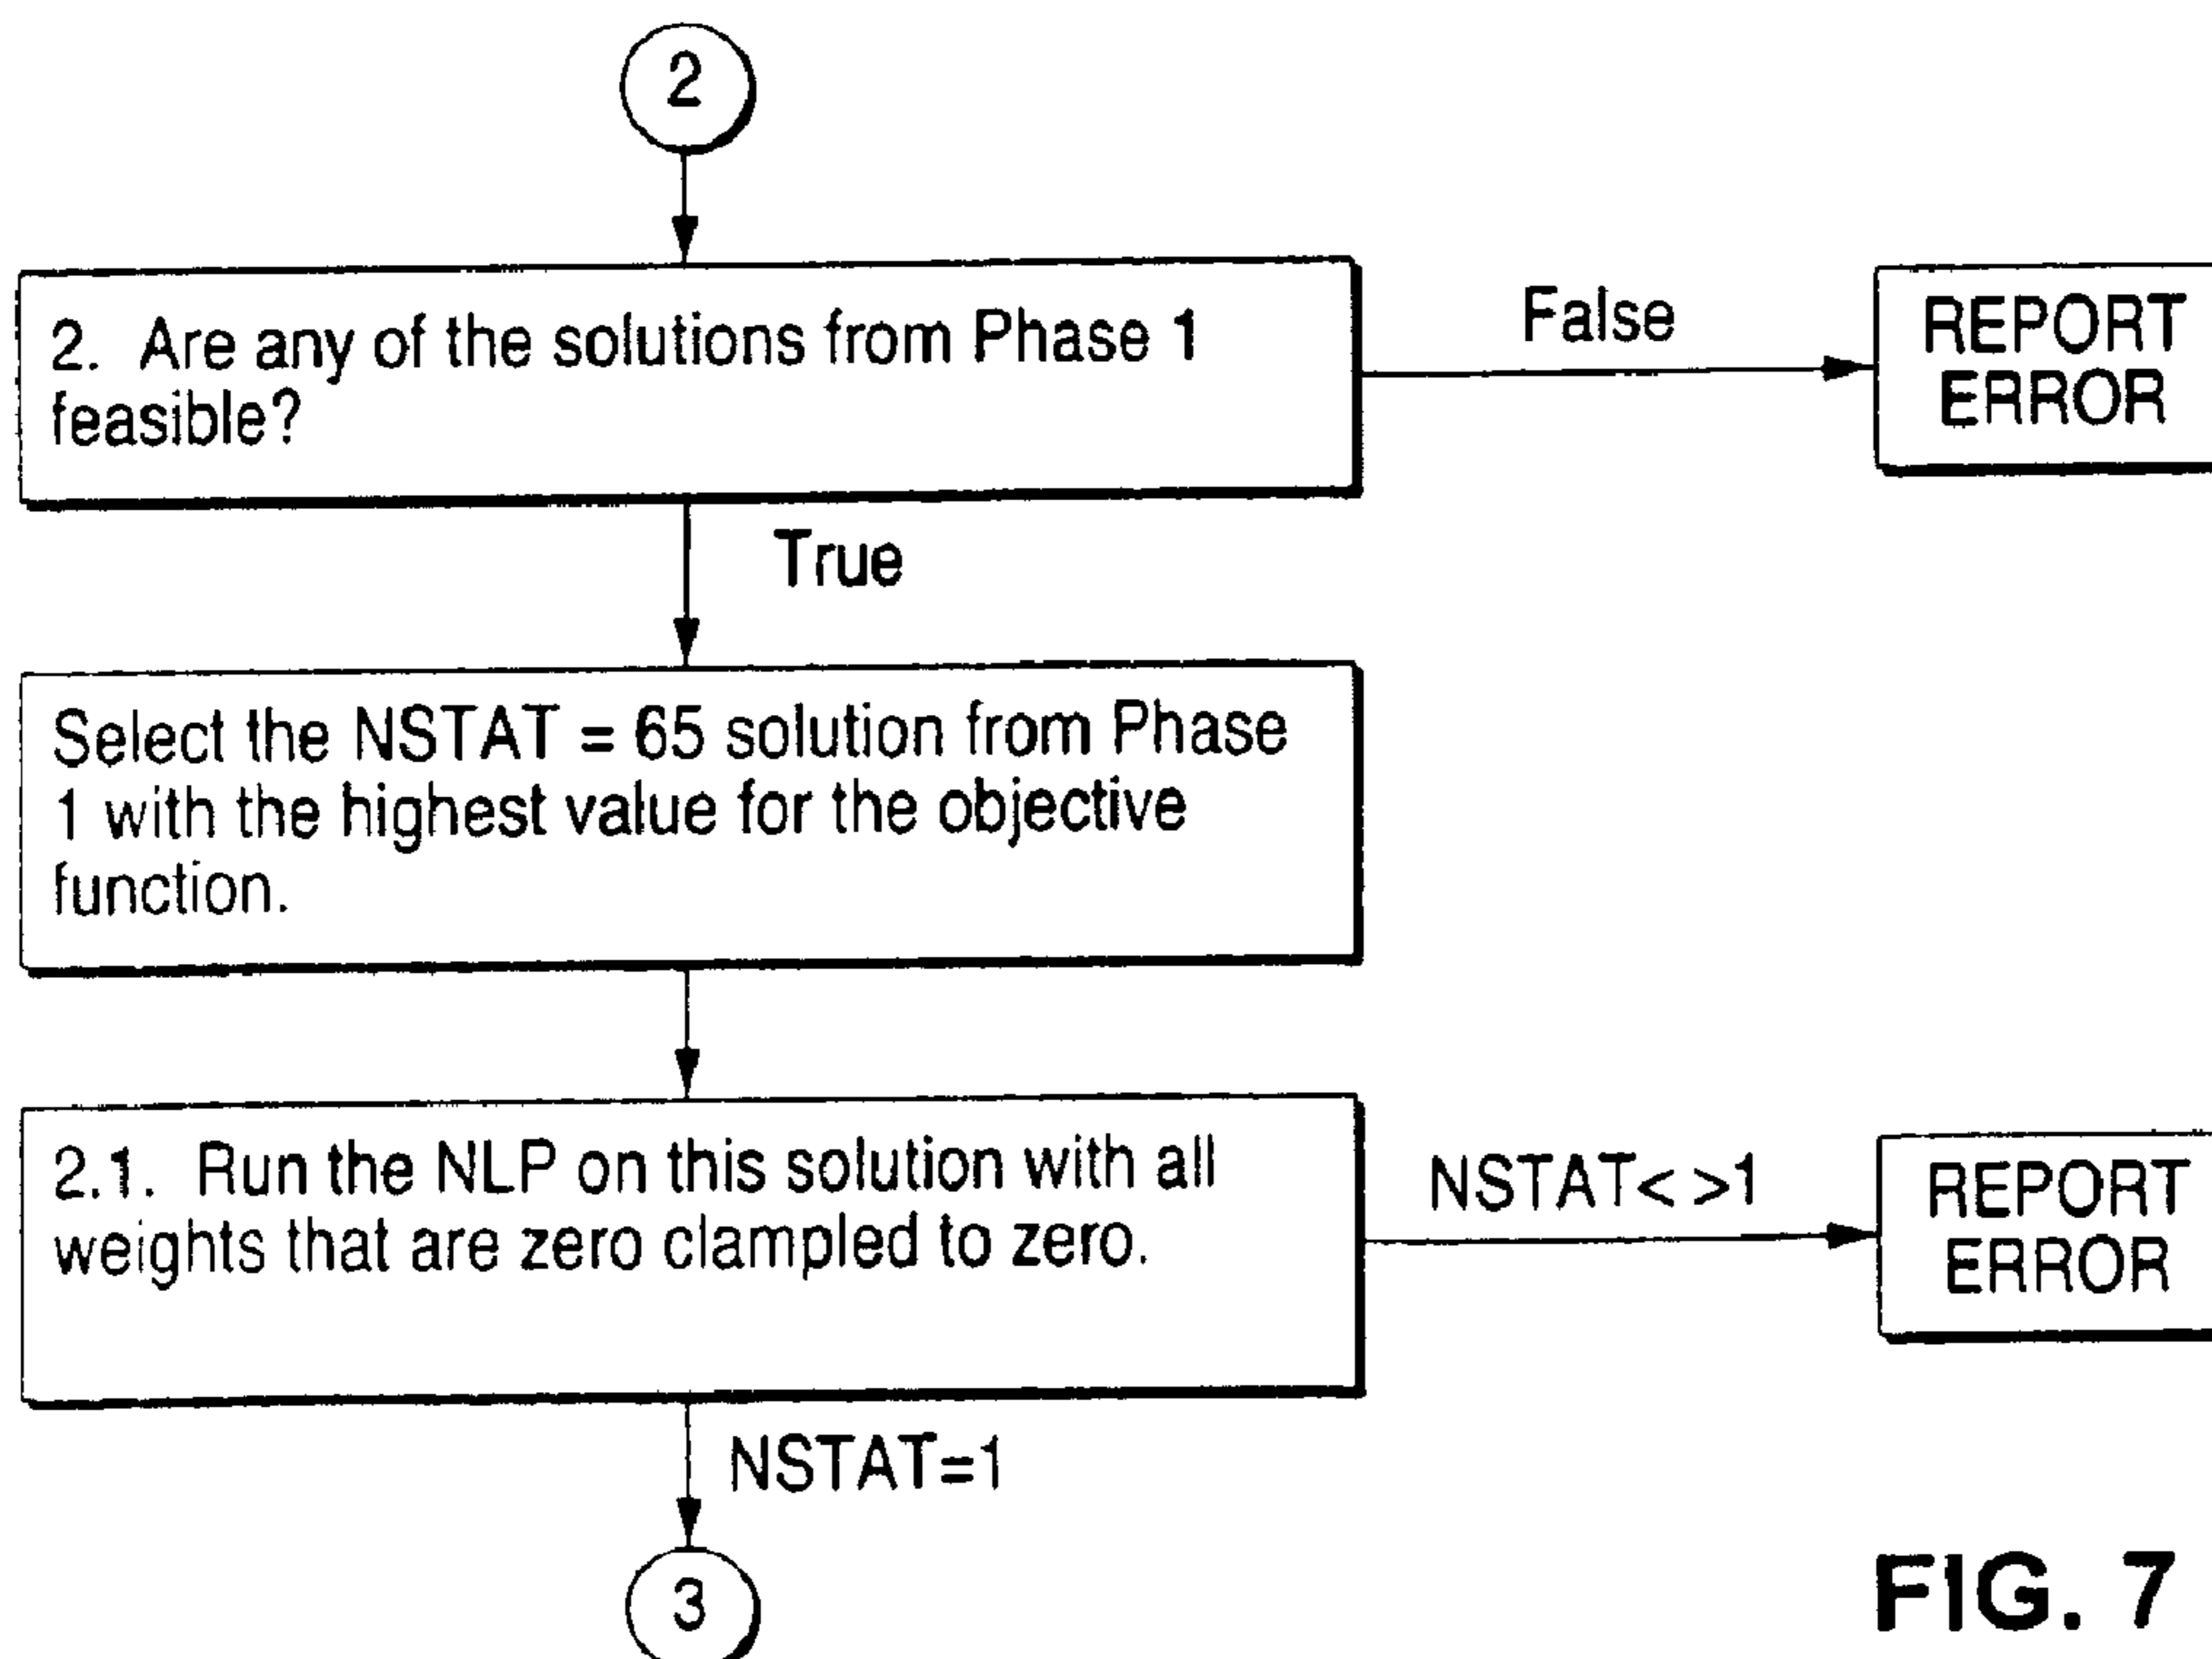 2
2. Are any of the solutions from Phase 1
feasible?
False
REPORT
ERROR
True
Select the NSTAT = 65 solution from Phase
1 with the highest value for the objective
function.
2.1. Run the NLP on this solution with all
weights that are zero clampled to zero.
NSTAT< >1
REPORT
ERROR
NSTAT=1
3
FIG. 7